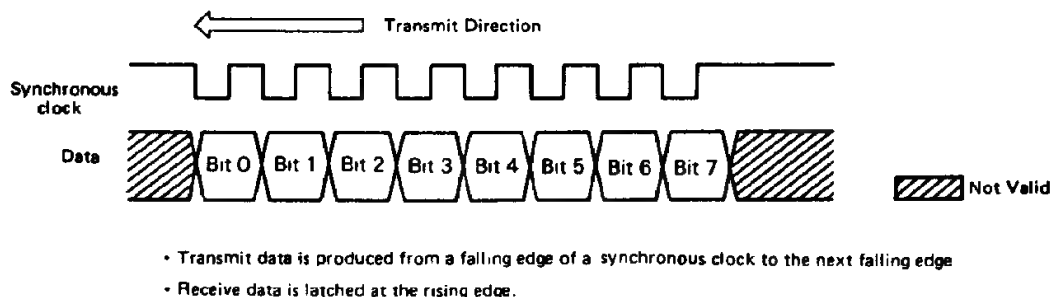 Transmit Direction
Synchronous
clock
Data
Bit 0 Bit 1 Bit 2 Bit 3 Bit 4 Bit 5 Bit 6 Bit 7
Not Valid
• Transmit data is produced from a falling edge of a synchronous clock to the next falling edge
• Receive data is latched at the rising edge.